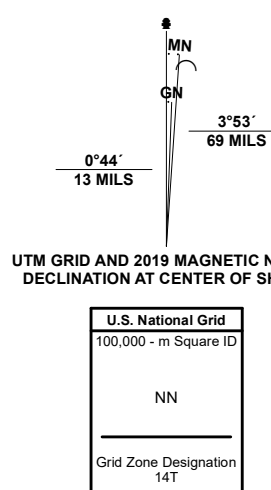 MN
GN
3°53´
69 MILS
0°44´
13 MILS
UTM GRID AND 2019 MAGNETIC N
DECLINATION AT CENTER OF SH
U.S. National Grid
100,000 - m Square ID
NN
Grid Zone Designation
14T